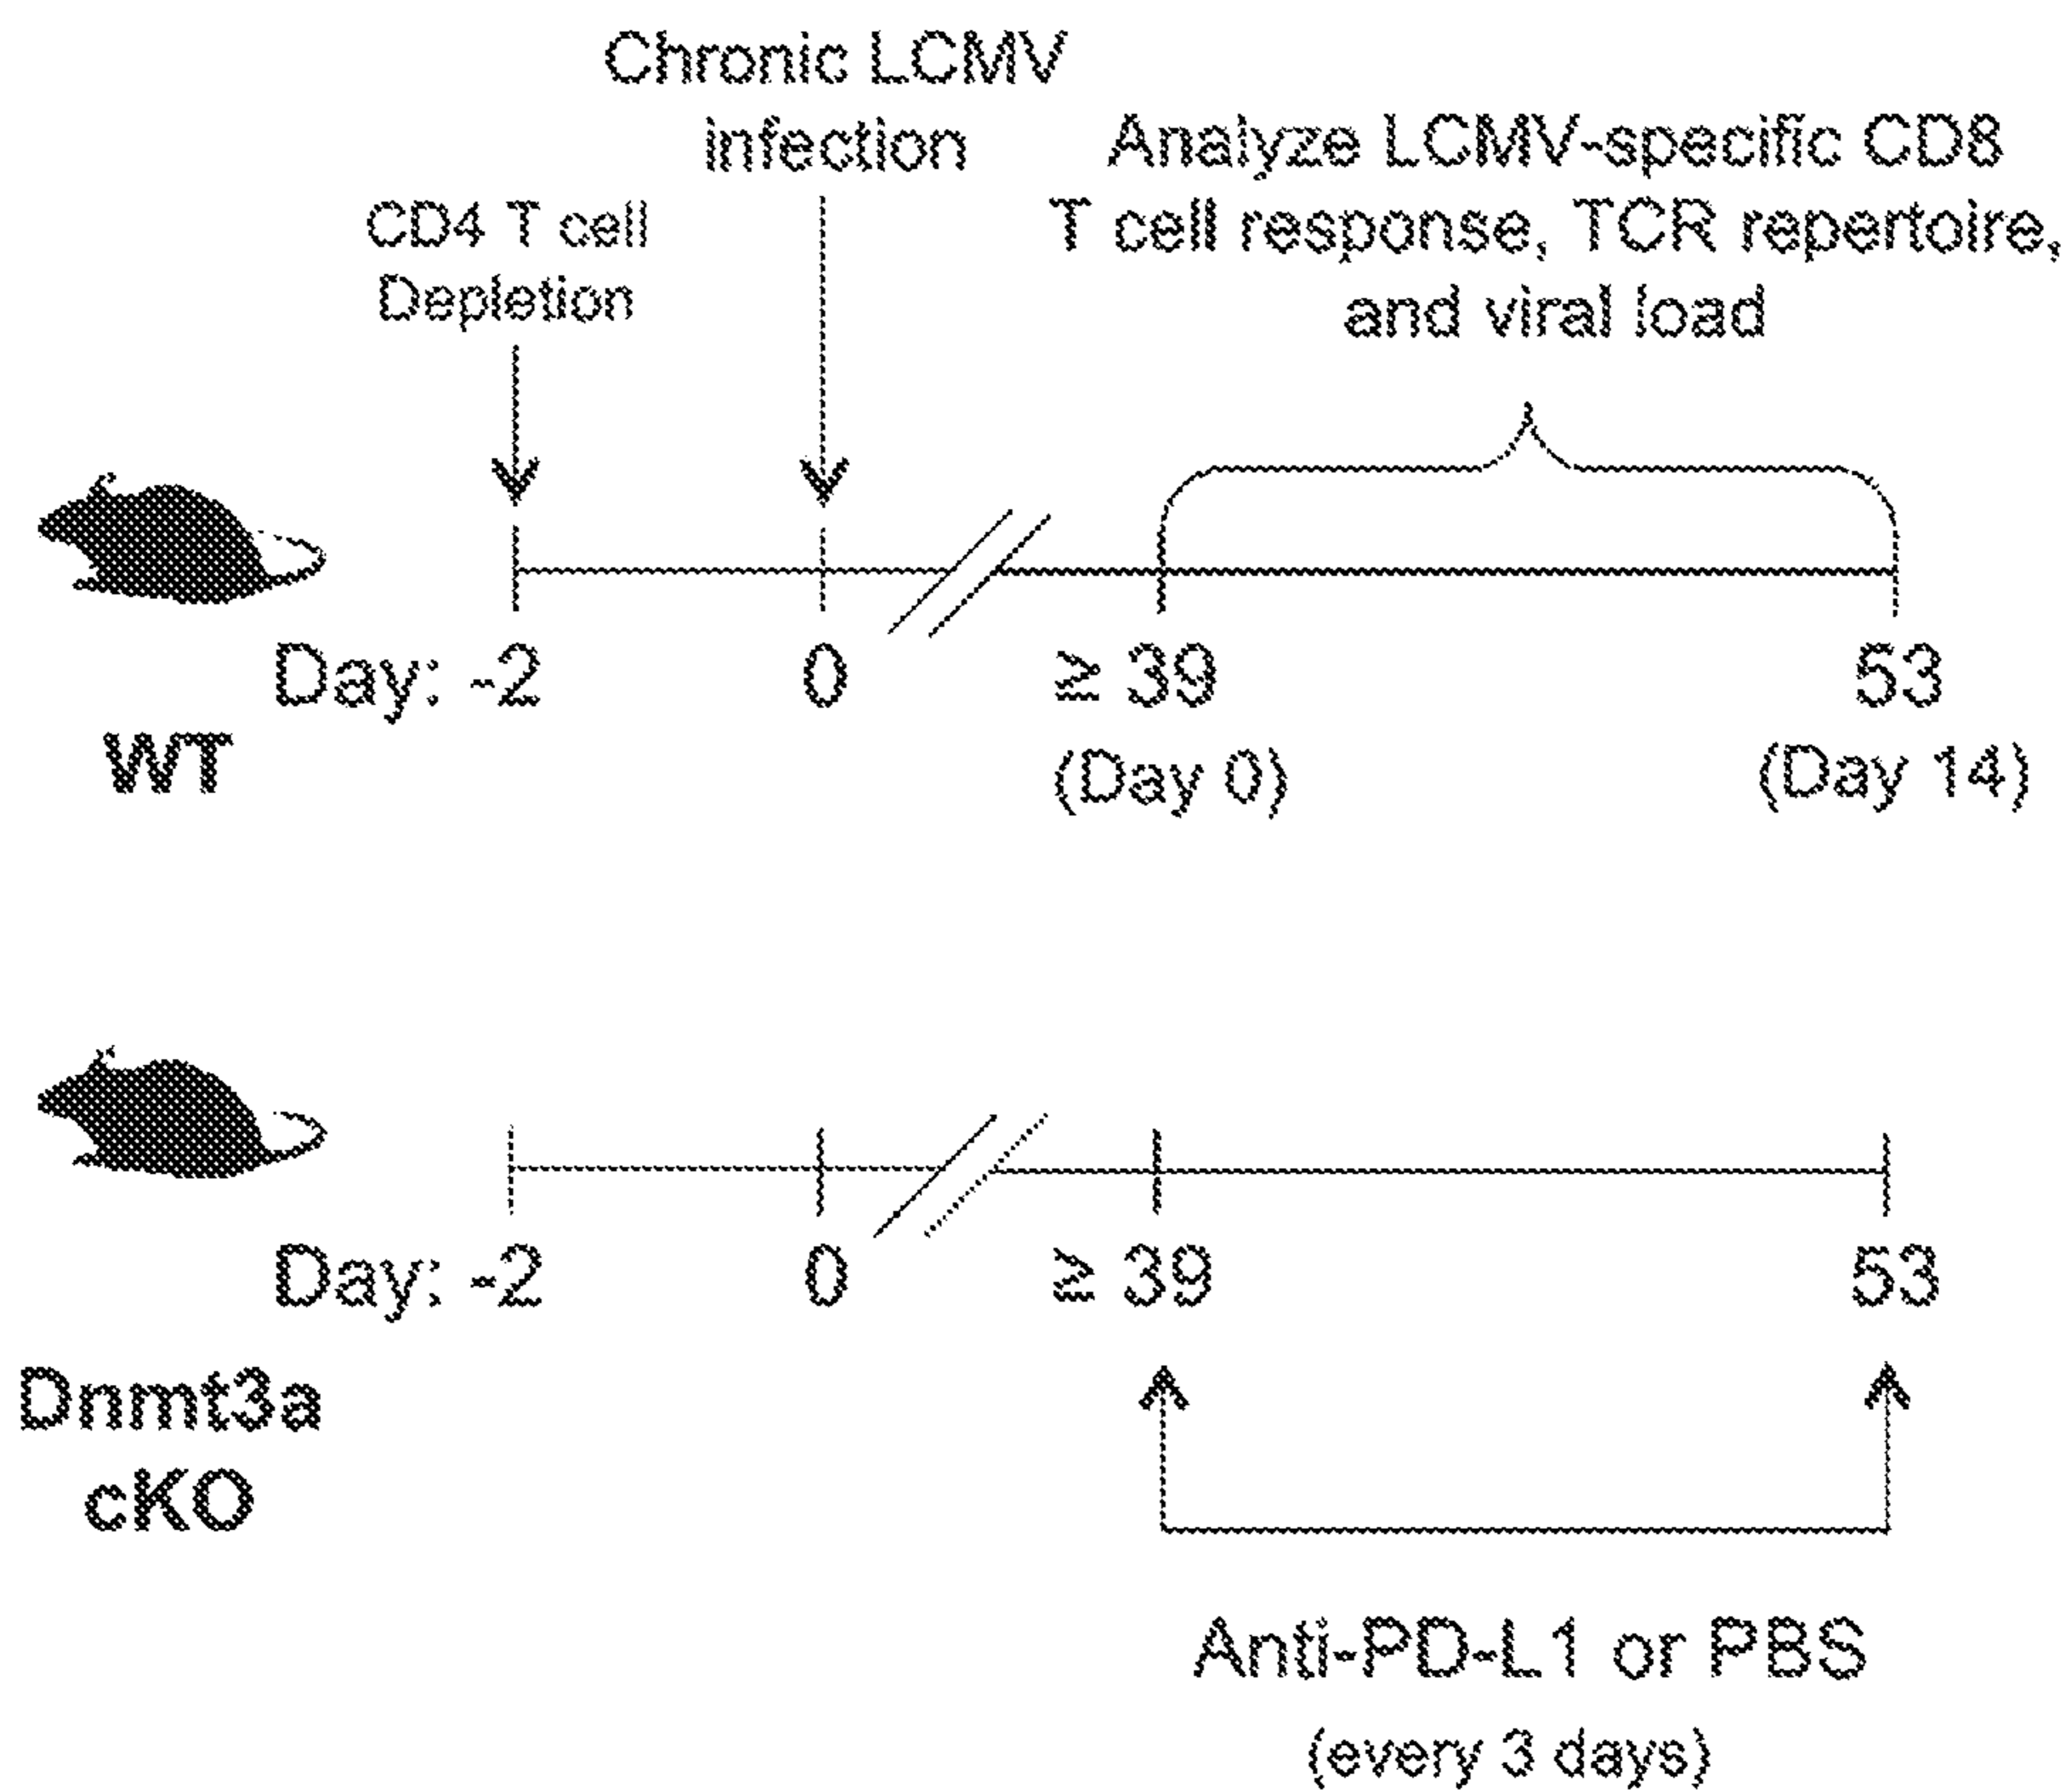 Chronic LCMV
infection
Analyze LCMV-specific CD8
T cell response, TCR repertoire,
and viral load
CD4 T cell
Depletion
Day: -2 0 ≥ 39 53
WT
(Day 0) (Day 14)
Day: -2 0 ≥ 39 53
Dnmt3a
cKO
Anti-PD-L1 or PBS
(every 3 days)